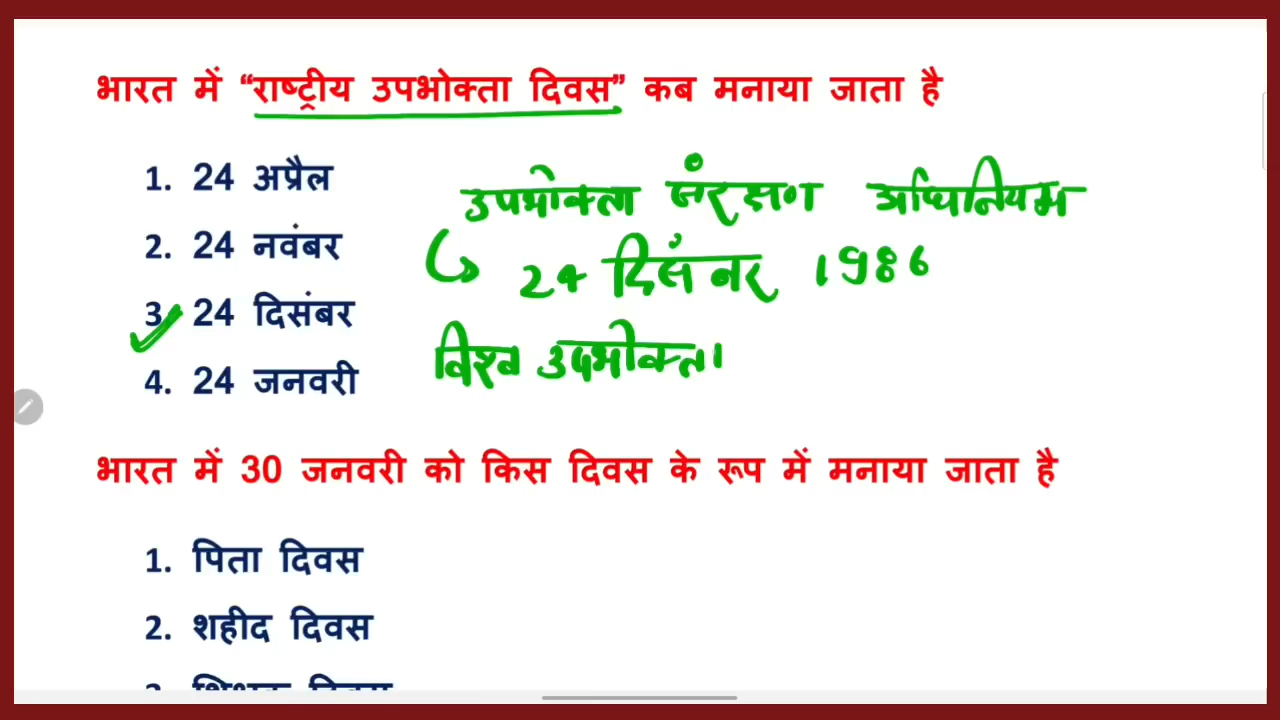 भारत में “राष्ट्रीय उपभोक्ता दिवस” कब मनाया जाता है
1. 24 अप्रैल
2. 24 नवंबर
3. 24 दिसंबर
4. 24 जनवरी
उपभोक्ता संरक्षण अधिनियम
24 दिसंबर 1986
विश्व उपभोक्ता
भारत में 30 जनवरी को किस दिवस के रूप में मनाया जाता है
1. पिता दिवस
2. शहीद दिवस